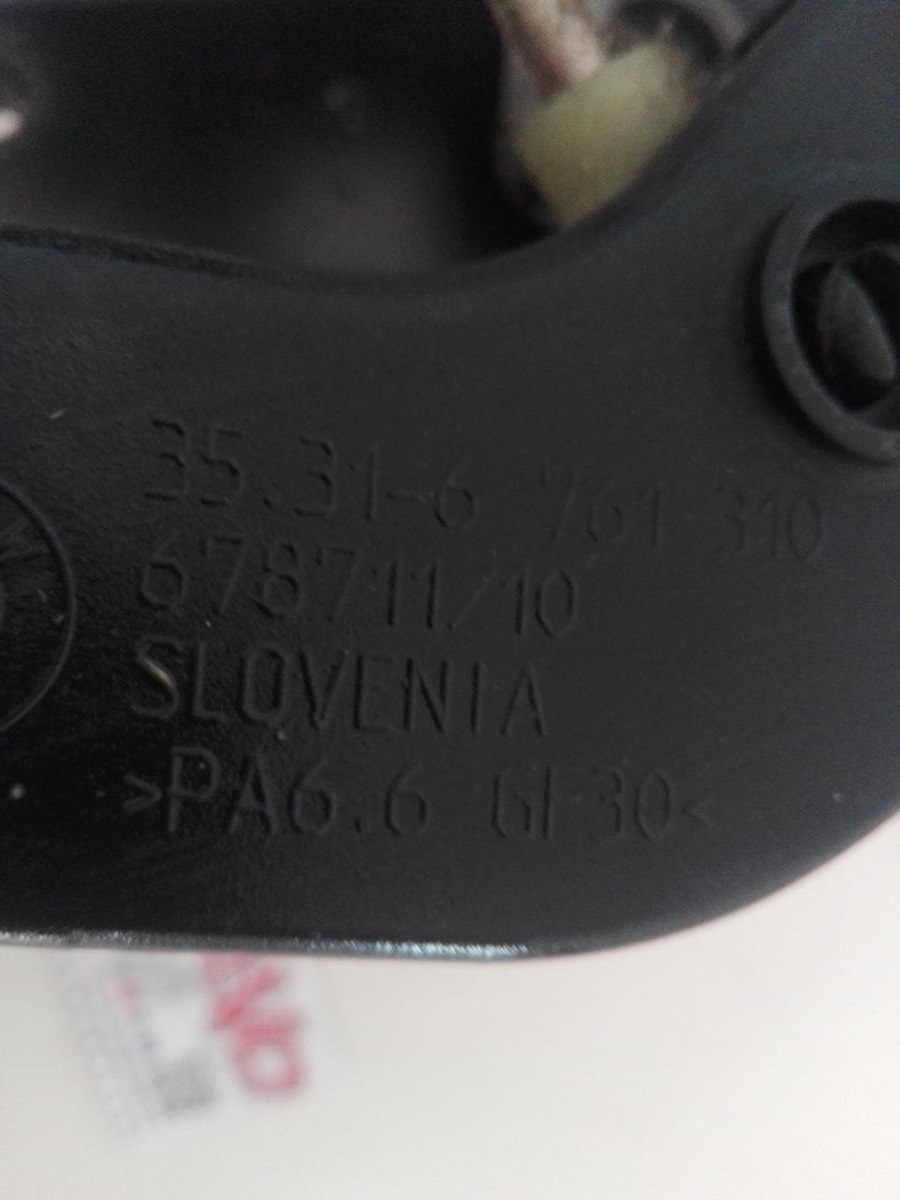 35.31-6 761 310
678711/10
SLOVENIA
>PA6.6 GF30<